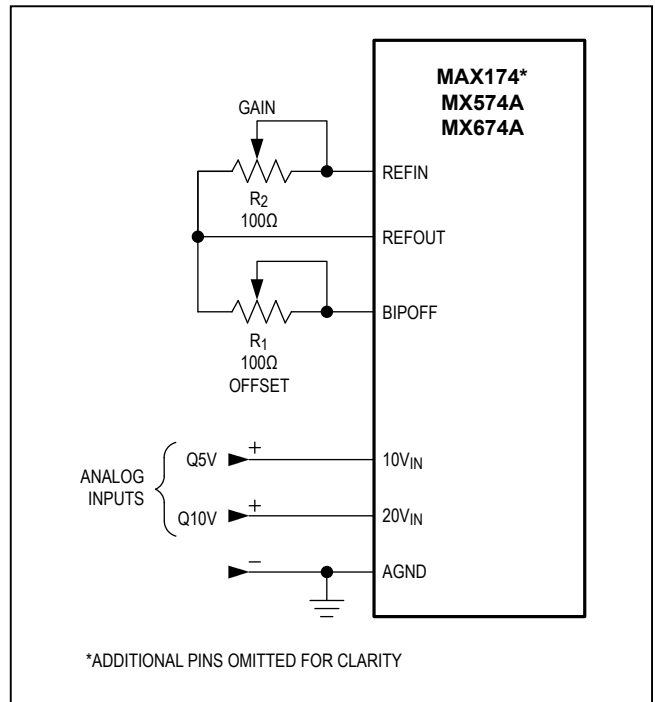 MAX174*
MX574A
MX674A
GAIN
R2
100Ω
REFIN
REFOUT
BIPOFF
R1
100Ω
OFFSET
ANALOG
INPUTS
Q5V
+
10VIN
Q10V
+
20VIN
–
AGND
*ADDITIONAL PINS OMITTED FOR CLARITY